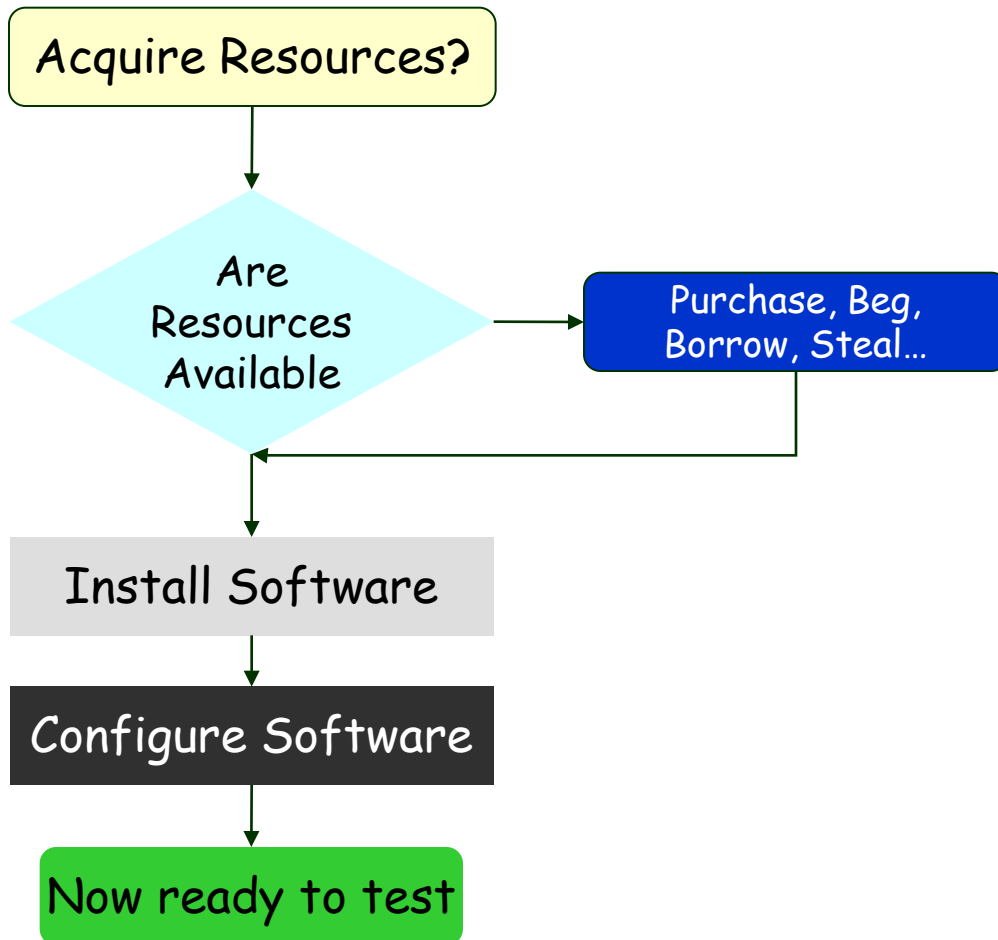 Acquire Resources?
Are
Resources
Available
Purchase, Beg,
Borrow, Steal…
Install Software
Configure Software
Now ready to test